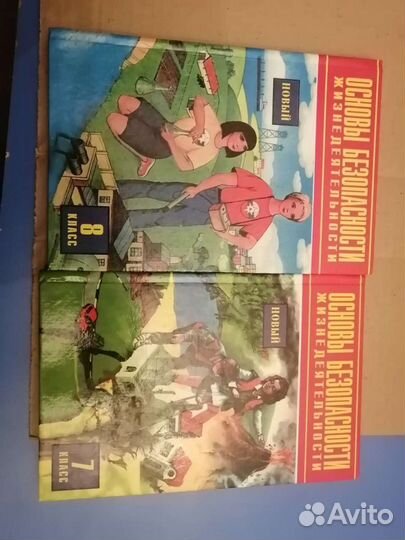 ОСНОВЫ БЕЗОПАСНОСТИ
ЖИЗНЕДЕЯТЕЛЬНОСТИ
НОВЫЙ
8
КЛАСС
ОСНОВЫ БЕЗОПАСНОСТИ
ЖИЗНЕДЕЯТЕЛЬНОСТИ
НОВЫЙ
7
КЛАСС
Avito